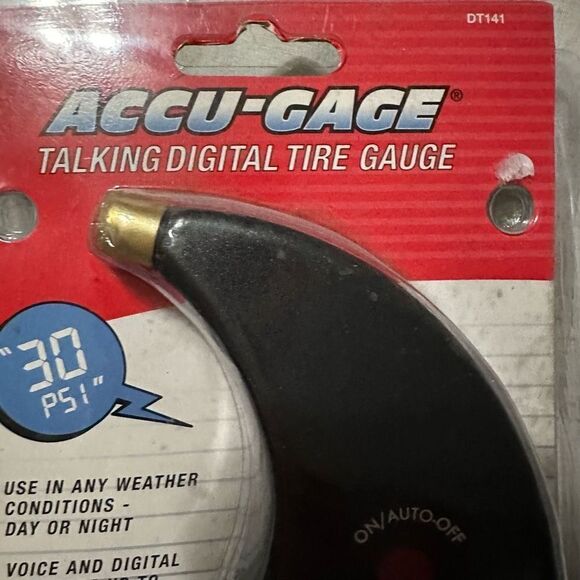 DT141
ACCU-GAGE®
TALKING DIGITAL TIRE GAUGE
"30
PSI"
USE IN ANY WEATHER
CONDITIONS -
DAY OR NIGHT
ON/AUTO-OFF
VOICE AND DIGITAL